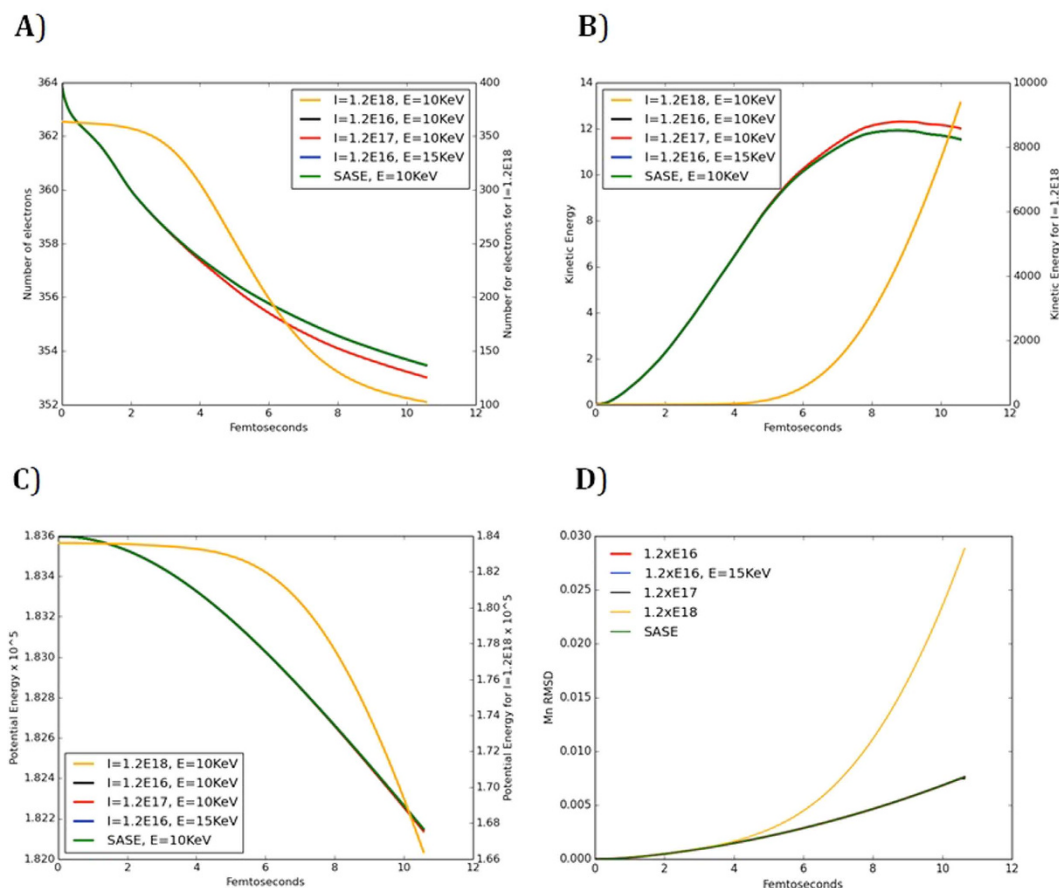 A)
364
362
360
358
356
354
352
Number of electrons
400
350
300
250
200
150
100
Number for electrons for I=1.2E18
I=1.2E18, E=10KeV
I=1.2E16, E=10KeV
I=1.2E17, E=10KeV
I=1.2E16, E=15KeV
SASE, E=10KeV
0 2 4 6 8 10 12
Femtoseconds
B)
14
12
10
8
6
4
2
0
Kinetic Energy
10000
8000
6000
4000
2000
0
Kinetic Energy for I=1.2E18
I=1.2E18, E=10KeV
I=1.2E16, E=10KeV
I=1.2E17, E=10KeV
I=1.2E16, E=15KeV
SASE, E=10KeV
0 2 4 6 8 10 12
Femtoseconds
C)
1.836
1.834
1.832
1.830
1.828
1.826
1.824
1.822
1.820
Potential Energy x 10^5
1.84
1.82
1.80
1.78
1.76
1.74
1.72
1.70
1.68
1.66
Potential Energy for I=1.2E18 x 10^5
I=1.2E18, E=10KeV
I=1.2E16, E=10KeV
I=1.2E17, E=10KeV
I=1.2E16, E=15KeV
SASE, E=10KeV
0 2 4 6 8 10 12
Femtoseconds
D)
0.030
0.025
0.020
0.015
0.010
0.005
0.000
Mn RMSD
1.2xE16
1.2xE16, E=15KeV
1.2xE17
1.2xE18
SASE
0 2 4 6 8 10 12
Femtoseconds